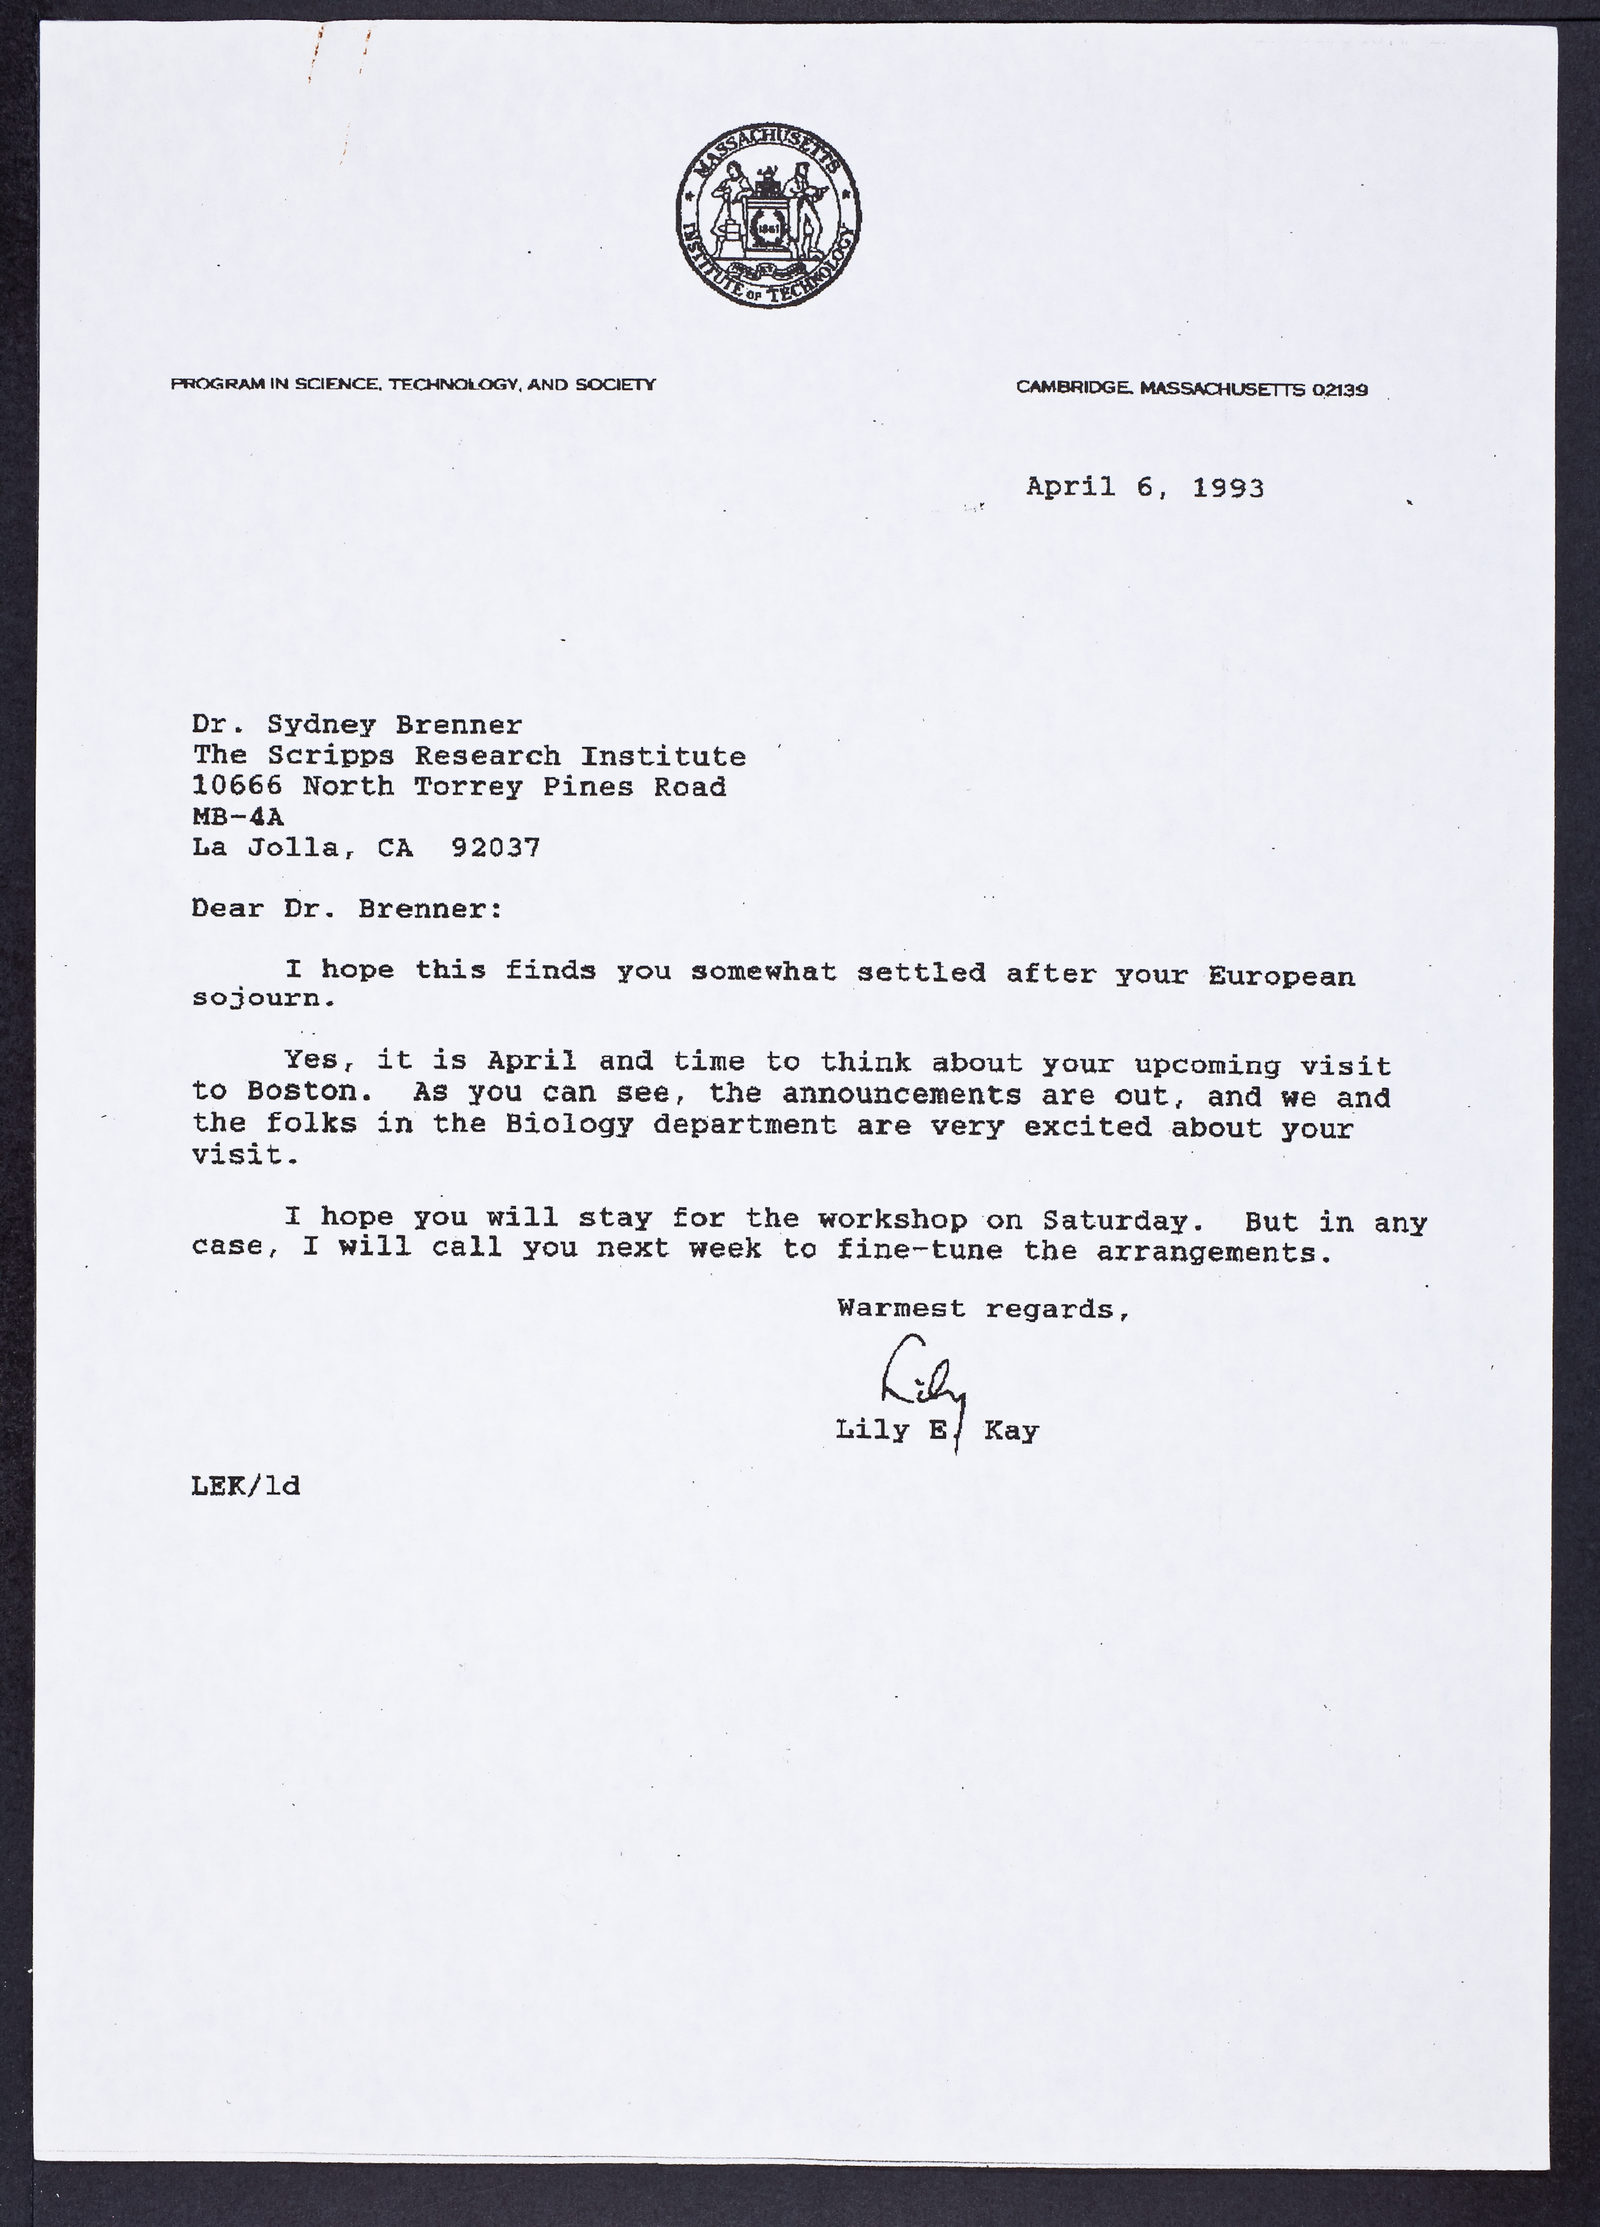 MASSACHUSETTS
INSTITUTE OF TECHNOLOGY
1861
PROGRAM IN SCIENCE, TECHNOLOGY, AND SOCIETY
CAMBRIDGE, MASSACHUSETTS 02139
April 6, 1993
Dr. Sydney Brenner
The Scripps Research Institute
10666 North Torrey Pines Road
MB-4A
La Jolla, CA  92037
Dear Dr. Brenner:
I hope this finds you somewhat settled after your European
sojourn.
Yes, it is April and time to think about your upcoming visit
to Boston.  As you can see, the announcements are out, and we and
the folks in the Biology department are very excited about your
visit.
I hope you will stay for the workshop on Saturday.  But in any
case, I will call you next week to fine-tune the arrangements.
Warmest regards,
Lily
Lily E. Kay
LEK/ld